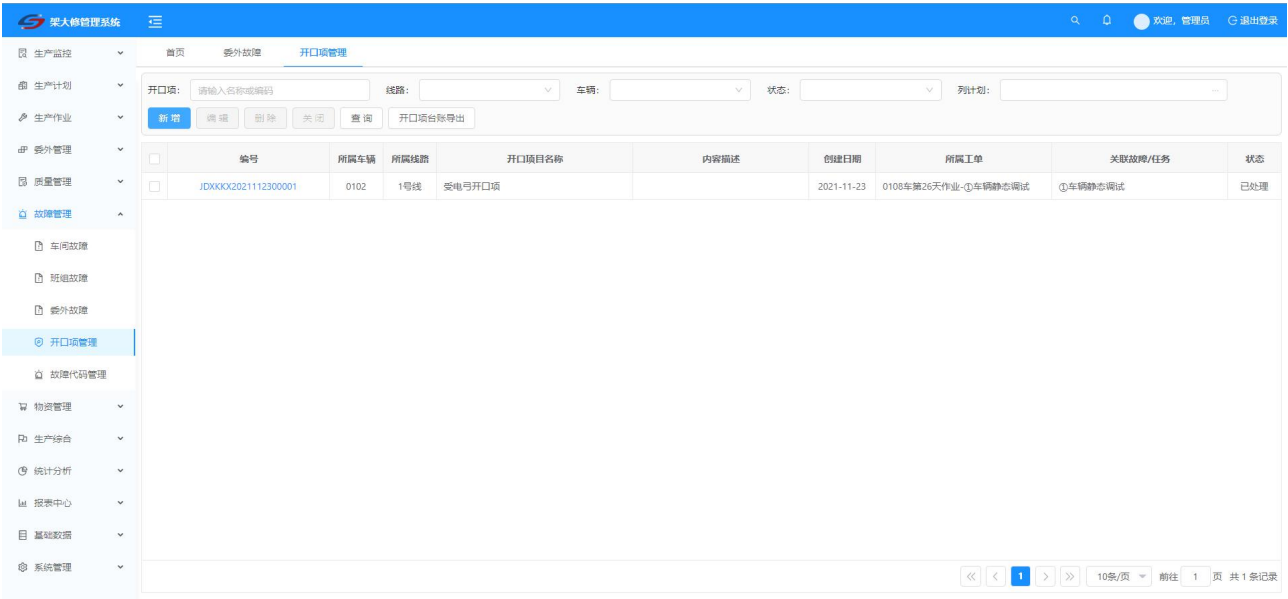 架大修管理系统
欢迎，管理员 退出登录
首页 委外故障 开口项管理
生产监控
生产计划
生产作业
委外管理
质量管理
故障管理
车间故障
班组故障
委外故障
开口项管理
故障代码管理
物资管理
生产综合
统计分析
报表中心
基础数据
系统管理
开口项： 请输入名称或编码 线路： 车辆： 状态： 列计划：
新增 编辑 删除 关闭 查询 开口项台账导出
编号 所属车辆 所属线路 开口项目名称 内容描述 创建日期 所属工单 关联故障/任务 状态
JDXKKX2021112300001 0102 1号线 受电弓开口项 2021-11-23 0108车第26天作业-①车辆静态调试 ①车辆静态调试 已处理
1 10条/页 前往 1 页 共 1 条记录